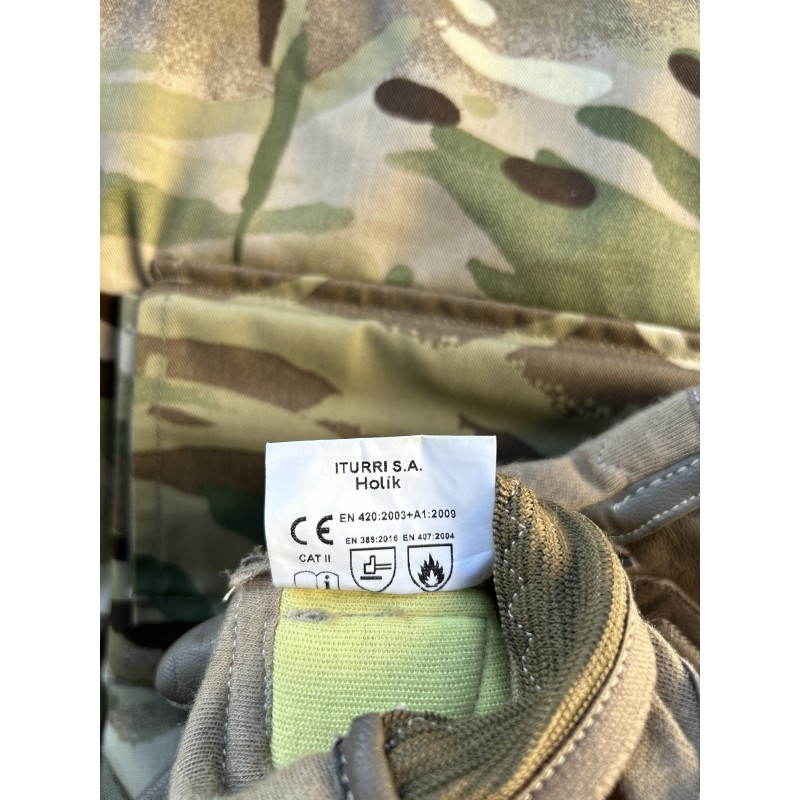 ITURRI S.A.
Holík
CE EN 420:2003+A1:2009
CAT II
EN 388:2016 EN 407:2004
i